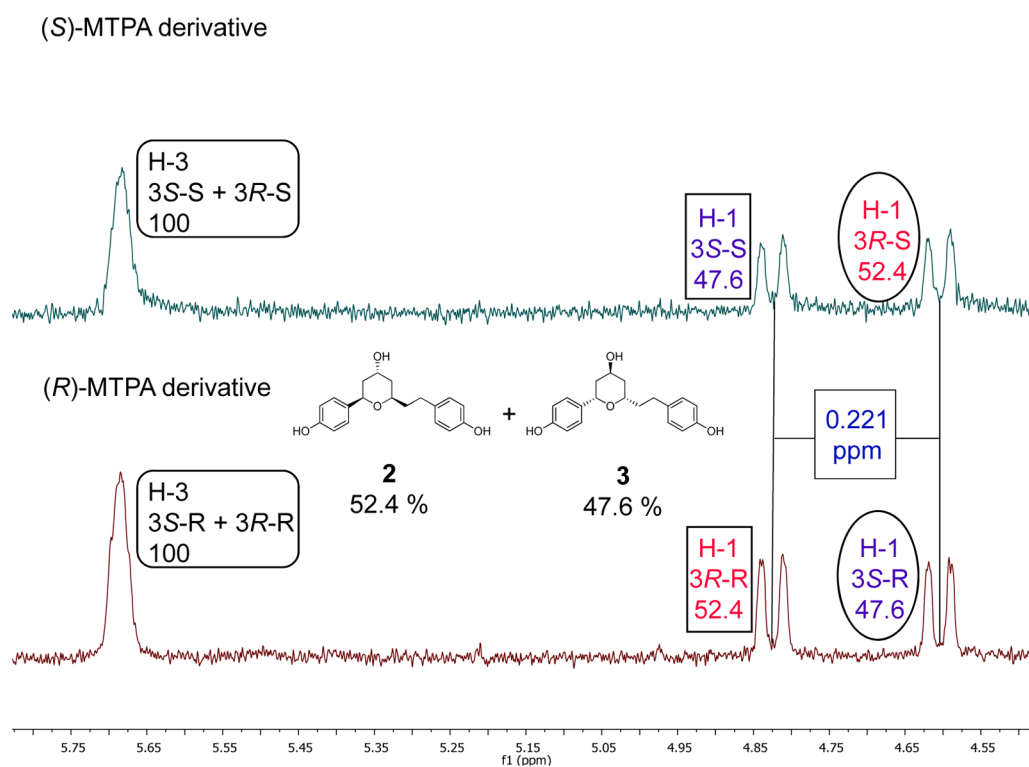 (S)-MTPA derivative
H-3
3S-S + 3R-S
100
H-1
3S-S
47.6
H-1
3R-S
52.4
(R)-MTPA derivative
OH
O
HO
OH
2
52.4 %
+
OH
O
HO
OH
3
47.6 %
0.221
ppm
H-3
3S-R + 3R-R
100
H-1
3R-R
52.4
H-1
3S-R
47.6
5.75 5.65 5.55 5.45 5.35 5.25 5.15 5.05 4.95 4.85 4.75 4.65 4.55
f1 (ppm)